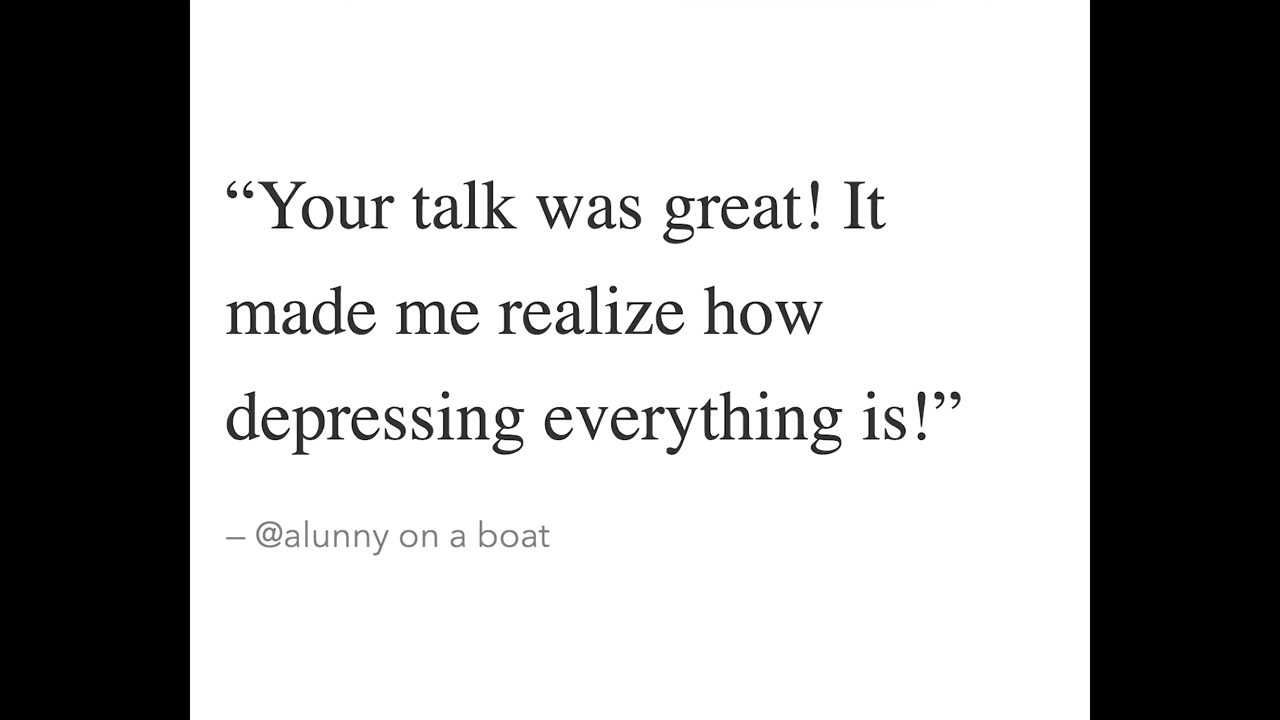 “Your talk was great! It
made me realize how
depressing everything is!”
– @alunny on a boat